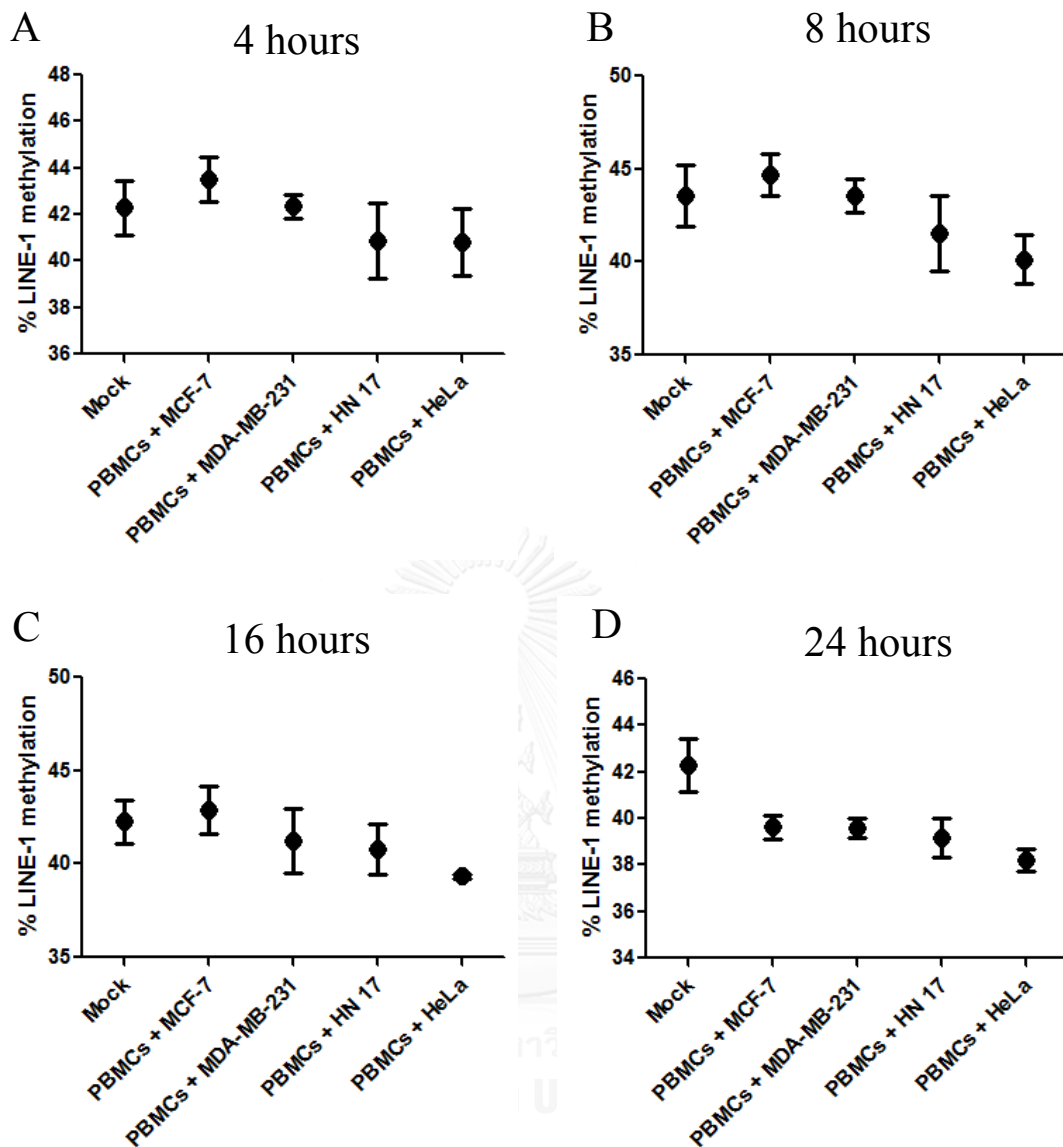 A
4 hours
% LINE-1 methylation
48
46
44
42
40
38
36
Mock
PBMCs + MCF-7
PBMCs + MDA-MB-231
PBMCs + HN 17
PBMCs + HeLa
B
8 hours
% LINE-1 methylation
50
45
40
35
Mock
PBMCs + MCF-7
PBMCs + MDA-MB-231
PBMCs + HN 17
PBMCs + HeLa
C
16 hours
% LINE-1 methylation
50
45
40
35
Mock
PBMCs + MCF-7
PBMCs + MDA-MB-231
PBMCs + HN 17
PBMCs + HeLa
D
24 hours
% LINE-1 methylation
46
44
42
40
38
36
34
Mock
PBMCs + MCF-7
PBMCs + MDA-MB-231
PBMCs + HN 17
PBMCs + HeLa